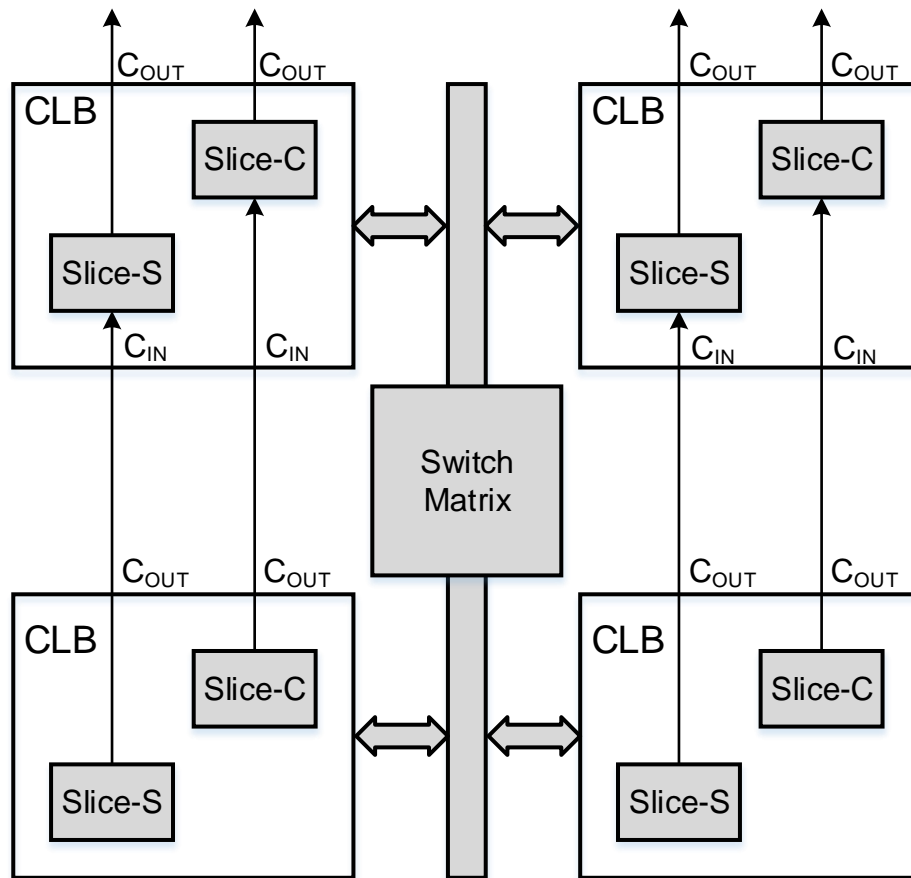 COUT COUT COUT COUT
CLB CLB
Slice-C Slice-C
Slice-S Slice-S
CIN CIN CIN CIN
Switch
Matrix
COUT COUT COUT COUT
CLB CLB
Slice-C Slice-C
Slice-S Slice-S